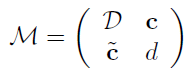 ℳ = ( 𝒟 𝐜
𝐜̃ d )